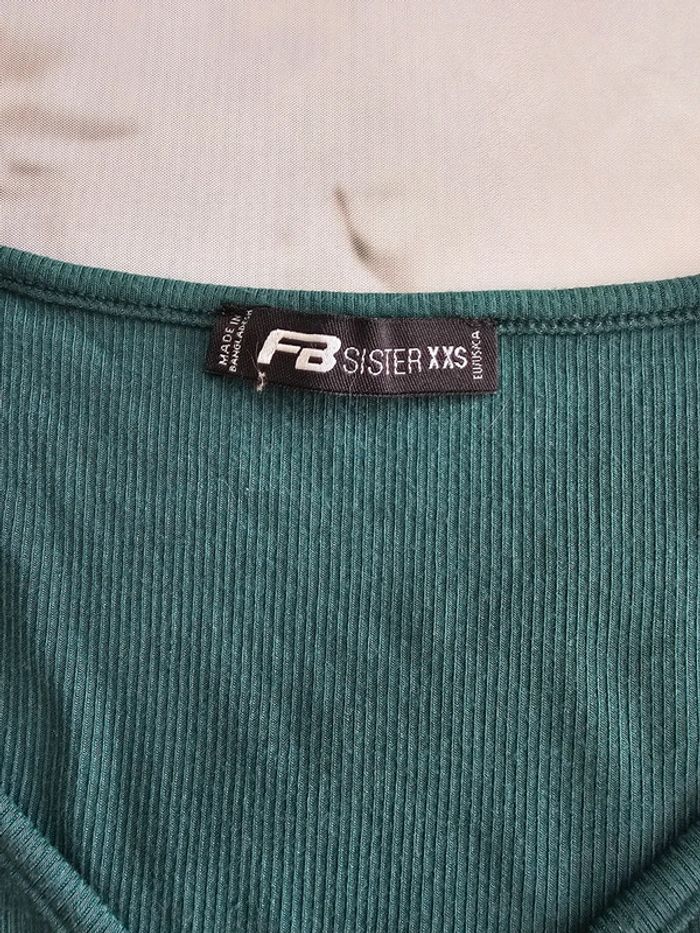 MADE IN
BANGLADESH
FB SISTER XXS
EU/US/CA